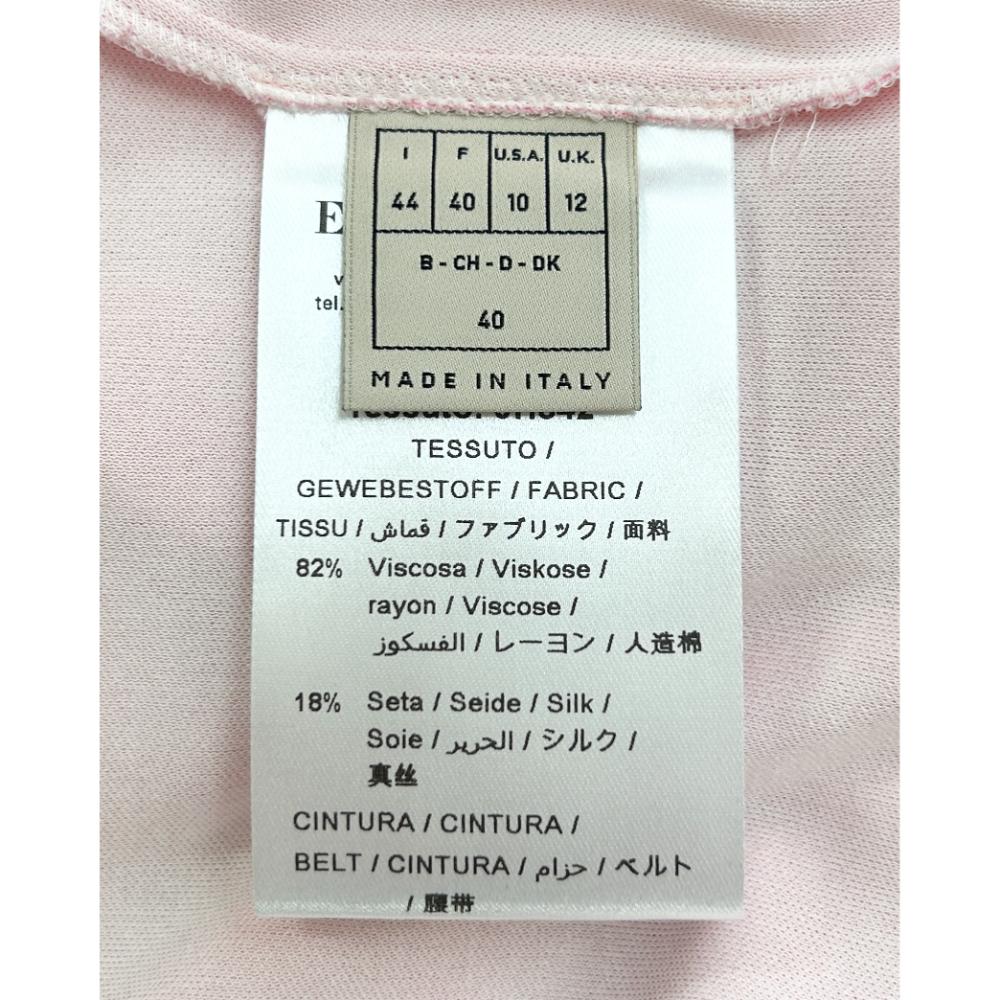 I F U.S.A. U.K.
44 40 10 12
B - CH - D - DK
40
MADE IN ITALY
E
tel.
TESSUTO /
GEWEBESTOFF / FABRIC /
TISSU / قماش / ファブリック / 面料
82% Viscosa / Viskose /
rayon / Viscose /
الفسكوز / レーヨン / 人造棉
18% Seta / Seide / Silk /
Soie / الحرير / シルク /
真丝
CINTURA / CINTURA /
BELT / CINTURA / حزام / ベルト
/ 腰带